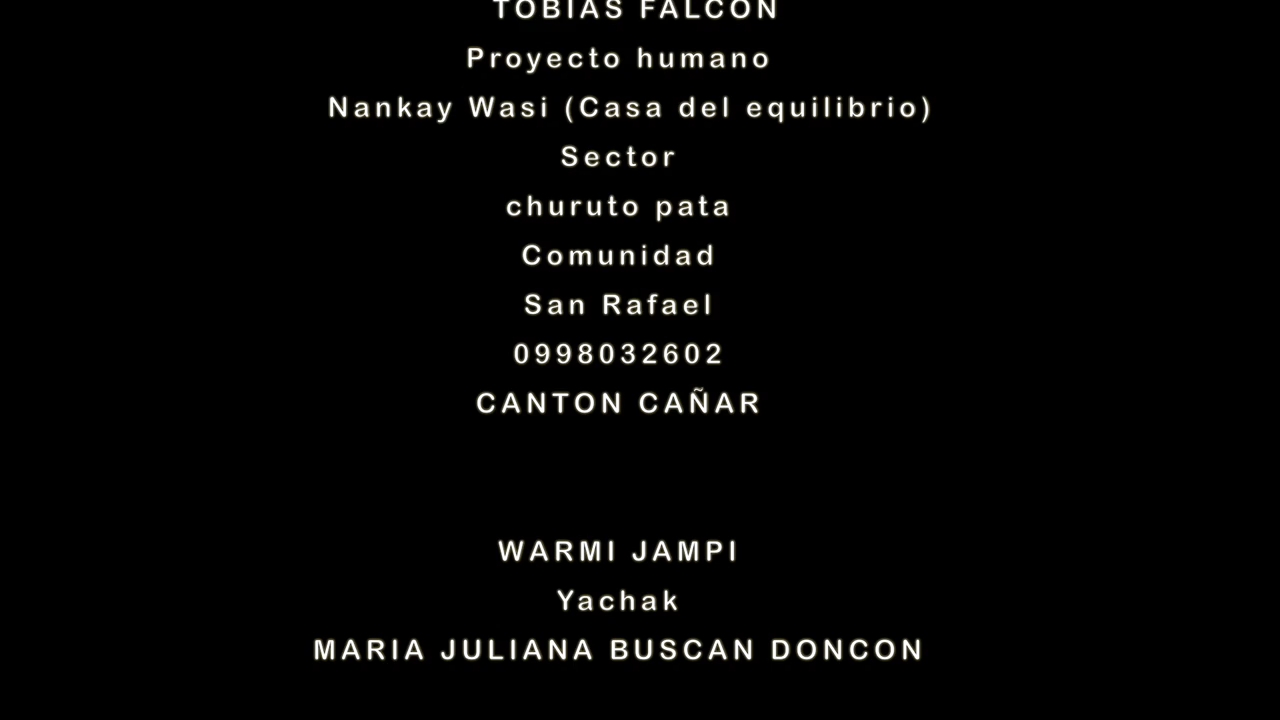 TOBIAS FALCON
Proyecto humano
Nankay Wasi (Casa del equilibrio)
Sector
churuto pata
Comunidad
San Rafael
0998032602
CANTON CAÑAR
WARMI JAMPI
Yachak
MARIA JULIANA BUSCAN DONCON